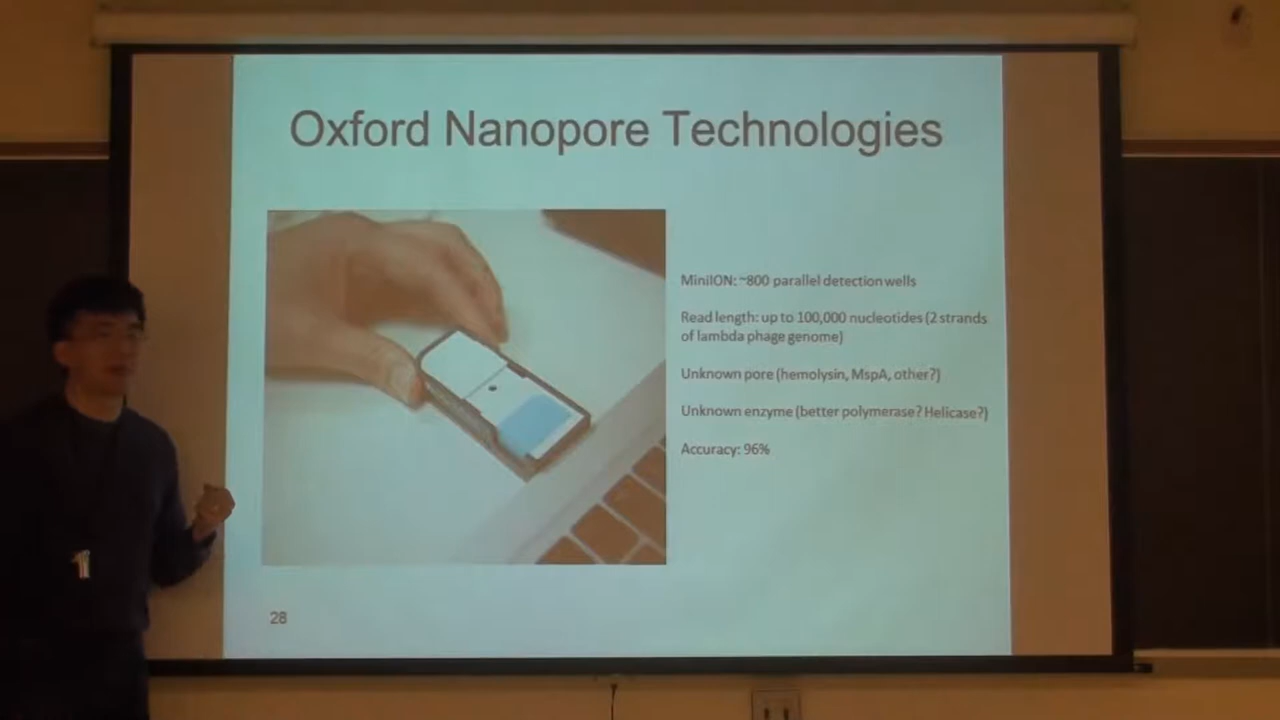 Oxford Nanopore Technologies
MiniION: ~800 parallel detection wells
Read length: up to 100,000 nucleotides (2 strands
of lambda phage genome)
Unknown pore (hemolysin, MspA, other?)
Unknown enzyme (better polymerase? Helicase?)
Accuracy: 96%
28